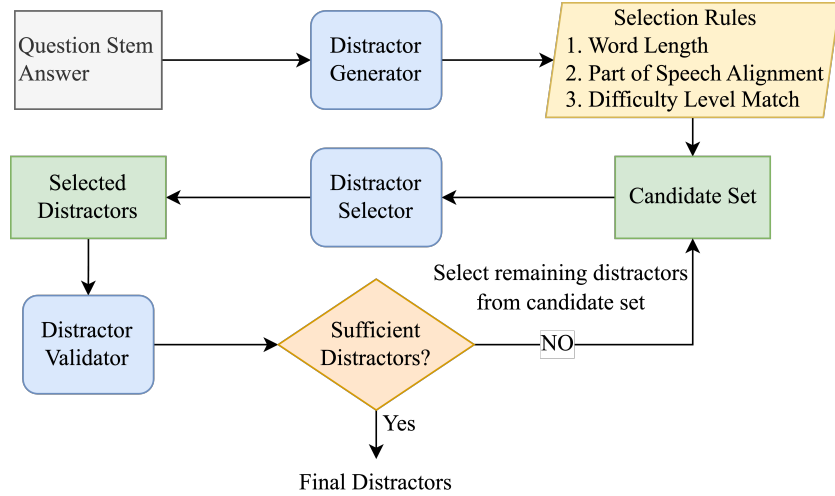 Question Stem
Answer
Distractor
Generator
Selection Rules
1. Word Length
2. Part of Speech Alignment
3. Difficulty Level Match
Selected
Distractors
Distractor
Selector
Candidate Set
Select remaining distractors
from candidate set
Distractor
Validator
Sufficient
Distractors?
NO
Yes
Final Distractors